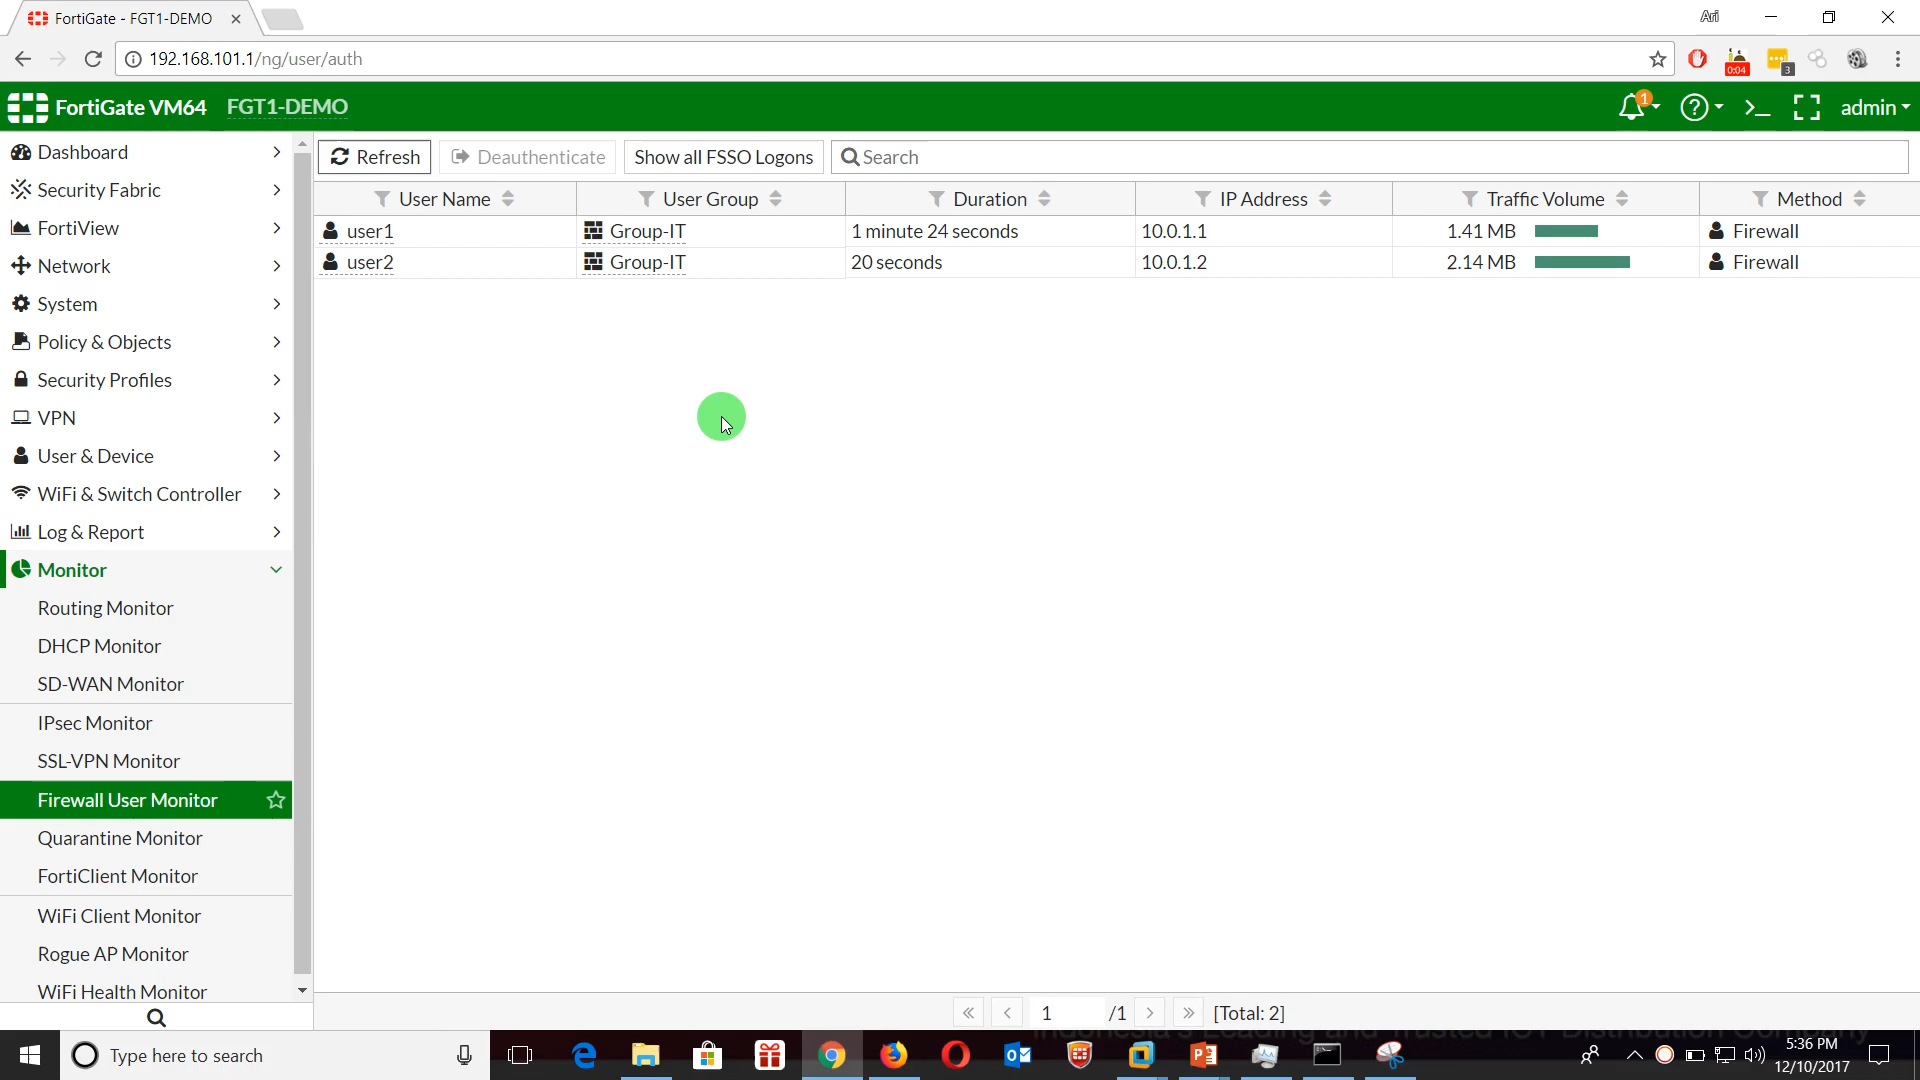 FortiGate - FGT1-DEMO
Ari
192.168.101.1/ng/user/auth
0:04
3
FortiGate VM64 FGT1-DEMO
1
admin
Dashboard
Security Fabric
FortiView
Network
System
Policy & Objects
Security Profiles
VPN
User & Device
WiFi & Switch Controller
Log & Report
Monitor
Routing Monitor
DHCP Monitor
SD-WAN Monitor
IPsec Monitor
SSL-VPN Monitor
Firewall User Monitor
Quarantine Monitor
FortiClient Monitor
WiFi Client Monitor
Rogue AP Monitor
WiFi Health Monitor
Refresh Deauthenticate Show all FSSO Logons Search
User Name User Group Duration IP Address Traffic Volume Method
user1 Group-IT 1 minute 24 seconds 10.0.1.1 1.41 MB Firewall
user2 Group-IT 20 seconds 10.0.1.2 2.14 MB Firewall
1 /1 [Total: 2]
Type here to search
5:36 PM
12/10/2017